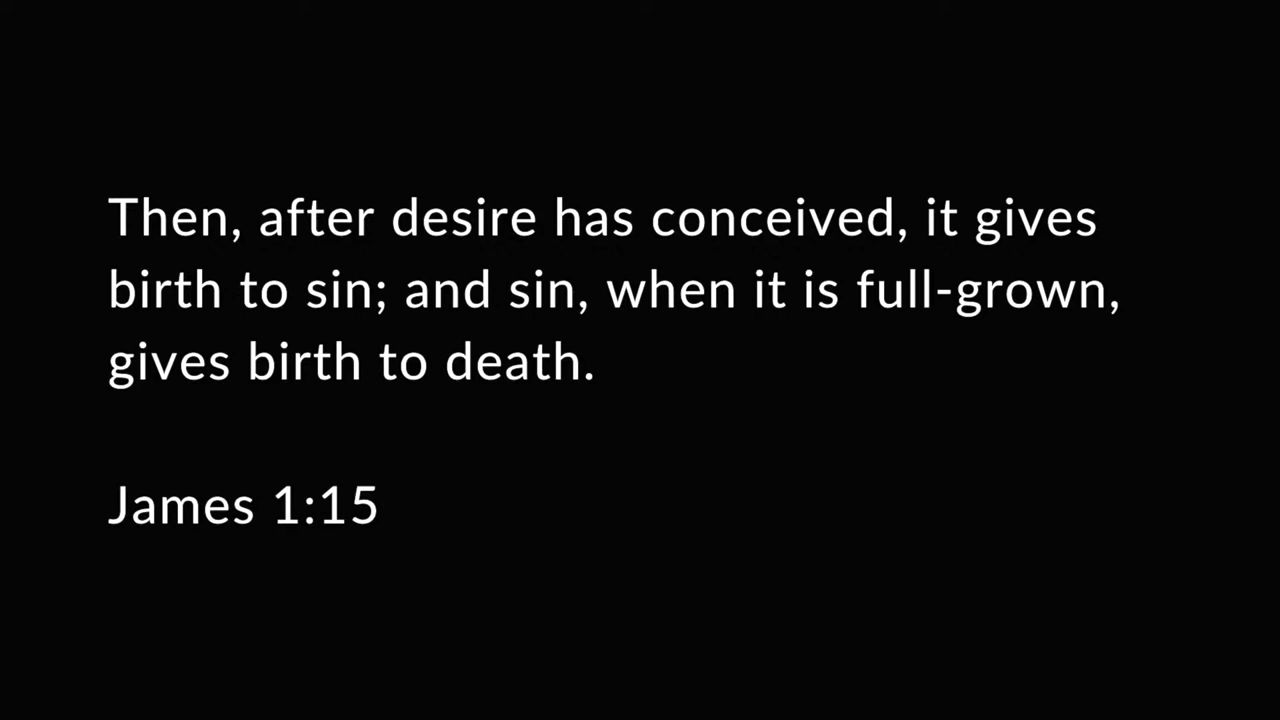 Then, after desire has conceived, it gives
birth to sin; and sin, when it is full-grown,
gives birth to death.
James 1:15